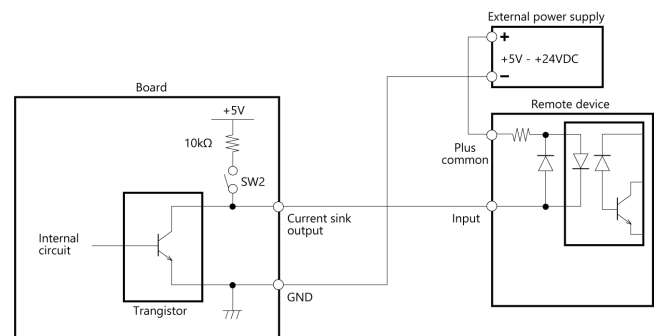 External power supply
+
+5V - +24VDC
−
Board
Remote device
+5V
10kΩ
Plus
common
SW2
Current sink
output
Input
Internal
circuit
GND
Trangistor